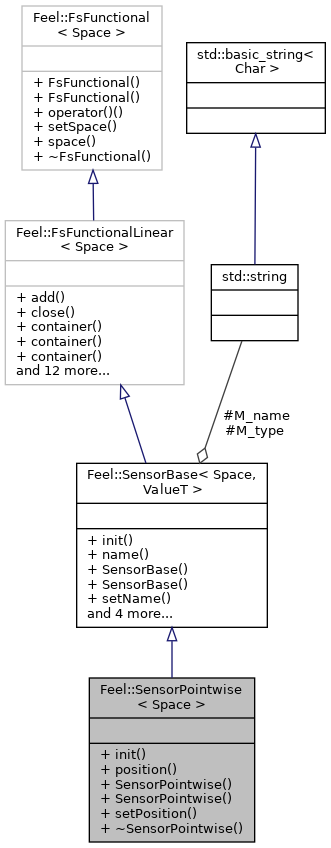 Feel::FsFunctional
< Space >
+ FsFunctional()
+ FsFunctional()
+ operator()()
+ setSpace()
+ space()
+ ~FsFunctional()
std::basic_string<
Char >
Feel::FsFunctionalLinear
< Space >
+ add()
+ close()
+ container()
+ container()
+ container()
and 12 more...
std::string
#M_name
#M_type
Feel::SensorBase< Space,
ValueT >
+ init()
+ name()
+ SensorBase()
+ SensorBase()
+ setName()
and 4 more...
Feel::SensorPointwise
< Space >
+ init()
+ position()
+ SensorPointwise()
+ SensorPointwise()
+ setPosition()
+ ~SensorPointwise()